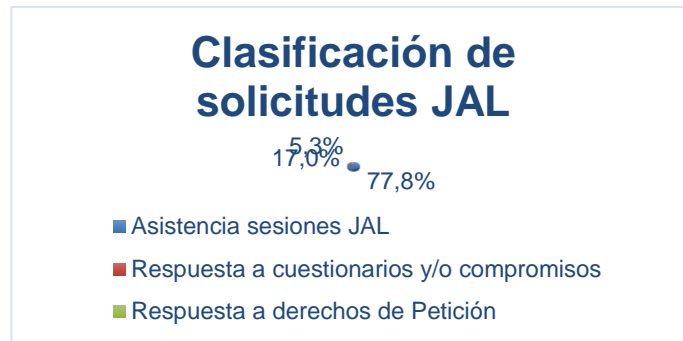 Clasificación de
solicitudes JAL
5,3%
17,0%
77,8%
Asistencia sesiones JAL
Respuesta a cuestionarios y/o compromisos
Respuesta a derechos de Petición